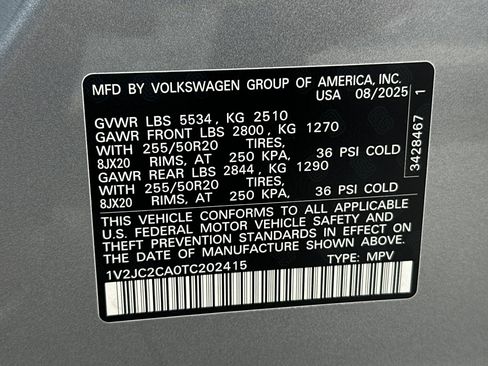 MFD BY VOLKSWAGEN GROUP OF AMERICA, INC.
USA 08/2025
GVWR LBS 5534, KG 2510
GAWR FRONT LBS 2800, KG 1270
WITH 255/50R20 TIRES,
8JX20 RIMS, AT 250 KPA, 36 PSI COLD
GAWR REAR LBS 2844, KG 1290
WITH 255/50R20 TIRES,
8JX20 RIMS, AT 250 KPA, 36 PSI COLD
THIS VEHICLE CONFORMS TO ALL APPLICABLE
U.S. FEDERAL MOTOR VEHICLE SAFETY AND
THEFT PREVENTION STANDARDS IN EFFECT ON
THE DATE OF MANUFACTURE SHOWN ABOVE.
1V2JC2CA0TC202415 TYPE: MPV
3428467 1